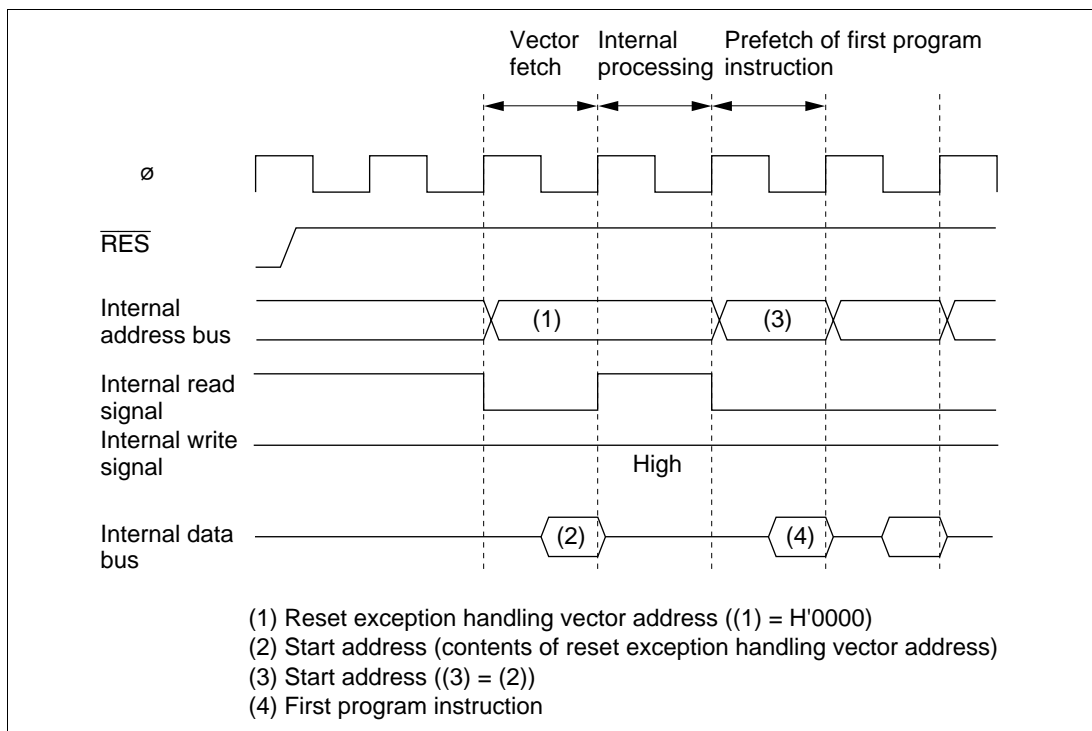 Vector fetch
Internal processing
Prefetch of first program instruction
ø
RES
Internal address bus
(1)
(3)
Internal read signal
Internal write signal
High
Internal data bus
(2)
(4)
(1) Reset exception handling vector address ((1) = H'0000)
(2) Start address (contents of reset exception handling vector address)
(3) Start address ((3) = (2))
(4) First program instruction